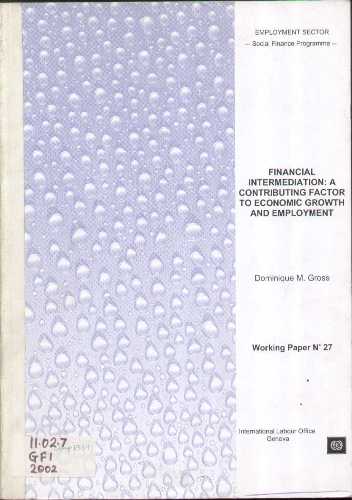 EMPLOYMENT SECTOR
-- Social Finance Programme --
FINANCIAL
INTERMEDIATION: A
CONTRIBUTING FACTOR
TO ECONOMIC GROWTH
AND EMPLOYMENT
Dominique M. Gross
Working Paper N° 27
International Labour Office
Geneva
11.02.7
GFI
2002